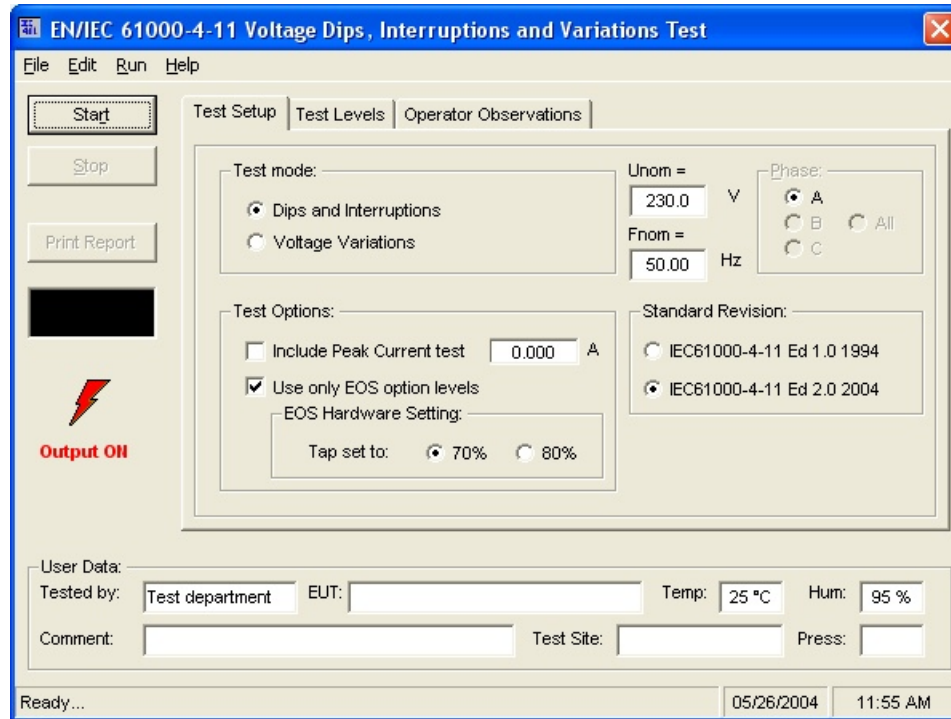 EN/IEC 61000-4-11 Voltage Dips, Interruptions and Variations Test
File Edit Run Help
Start
Stop
Print Report
Output ON
Test Setup
Test Levels
Operator Observations
Test mode:
Dips and Interruptions
Voltage Variations
Unom =
230.0 V
Fnom =
50.00 Hz
Phase:
A
B
All
C
Test Options:
Include Peak Current test 0.000 A
Use only EOS option levels
EOS Hardware Setting:
Tap set to: 70% 80%
Standard Revision:
IEC61000-4-11 Ed 1.0 1994
IEC61000-4-11 Ed 2.0 2004
User Data:
Tested by: Test department EUT: Temp: 25 °C Hum: 95 %
Comment: Test Site: Press:
Ready... 05/26/2004 11:55 AM